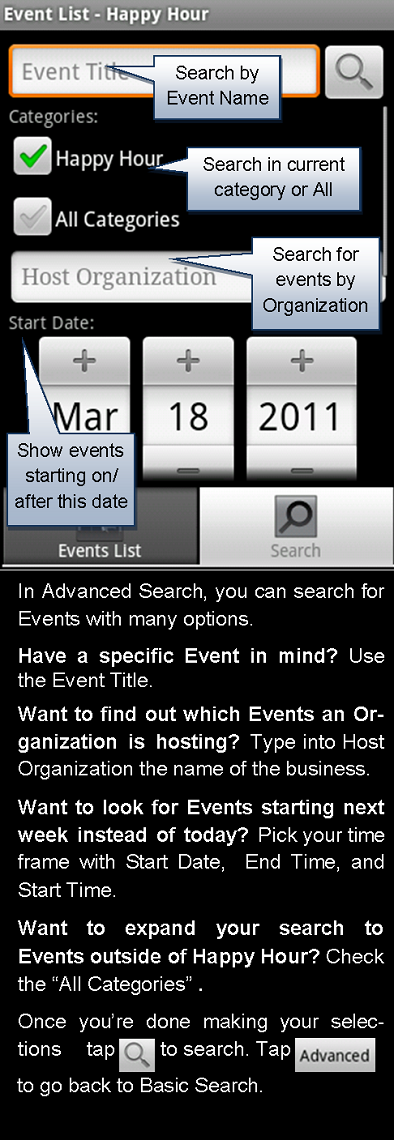 Event List - Happy Hour
Event Title
Search by
Event Name
Categories:
Happy Hour
Search in current
category or All
All Categories
Search for
events by
Organization
Host Organization
Start Date:
Mar 18 2011
Show events
starting on/
after this date
Events List
Search
In Advanced Search, you can search for
Events with many options.
Have a specific Event in mind? Use
the Event Title.
Want to find out which Events an Or-
ganization is hosting? Type into Host
Organization the name of the business.
Want to look for Events starting next
week instead of today? Pick your time
frame with Start Date, End Time, and
Start Time.
Want to expand your search to
Events outside of Happy Hour? Check
the “All Categories” .
Once you’re done making your selec-
tions tap to search. Tap Advanced
to go back to Basic Search.